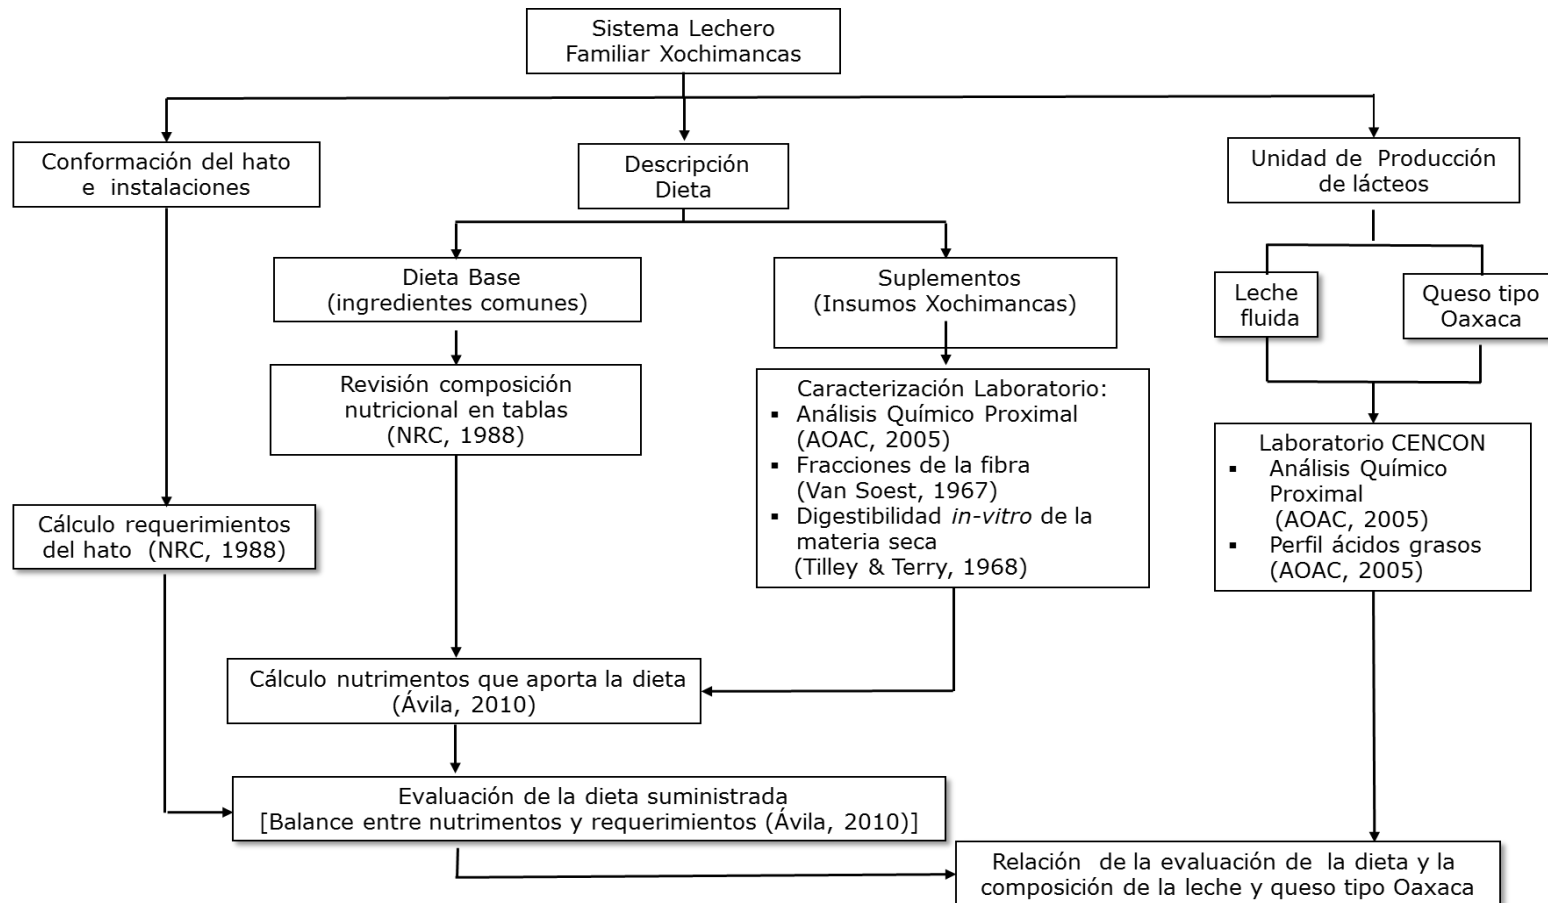 Sistema Lechero
Familiar Xochimancas
Conformación del hato
e instalaciones
Descripción
Dieta
Unidad de Producción
de lácteos
Dieta Base
(ingredientes comunes)
Suplementos
(Insumos Xochimancas)
Leche
fluida
Queso tipo
Oaxaca
Revisión composición
nutricional en tablas
(NRC, 1988)
Caracterización Laboratorio:
▪ Análisis Químico Proximal
(AOAC, 2005)
▪ Fracciones de la fibra
(Van Soest, 1967)
▪ Digestibilidad in-vitro de la
materia seca
(Tilley & Terry, 1968)
Laboratorio CENCON
▪ Análisis Químico
Proximal
(AOAC, 2005)
▪ Perfil ácidos grasos
(AOAC, 2005)
Cálculo requerimientos
del hato (NRC, 1988)
Cálculo nutrimentos que aporta la dieta
(Ávila, 2010)
Evaluación de la dieta suministrada
[Balance entre nutrimentos y requerimientos (Ávila, 2010)]
Relación de la evaluación de la dieta y la
composición de la leche y queso tipo Oaxaca